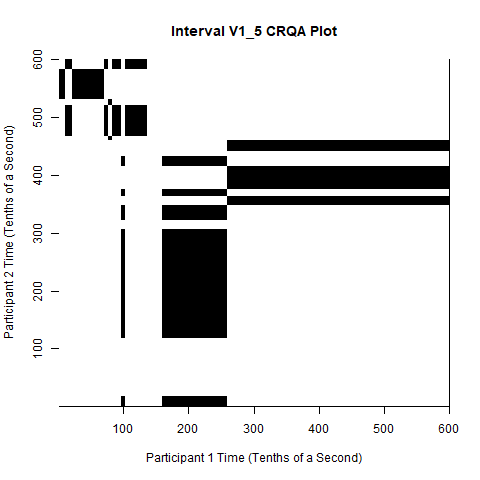 Interval V1_5 CRQA Plot
Participant 2 Time (Tenths of a Second)
600
500
400
300
200
100
100 200 300 400 500 600
Participant 1 Time (Tenths of a Second)